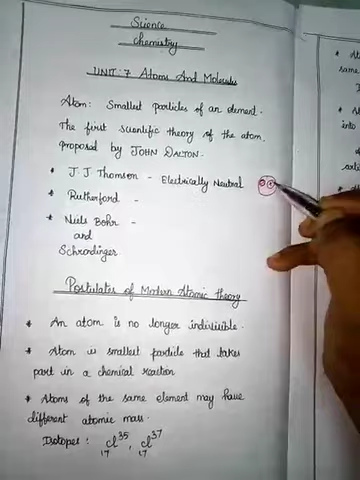 Science
Chemistry
UNIT: 7 Atoms And Molecules
Atom: Smallest particles of an element.
The first scientific theory of the atom.
proposed by JOHN DALTON.
* J.J Thomson - Electrically Neutral
* Rutherford -
* Niels Bohr -
and
Schrodinger
Postulates of Modern Atomic theory
* An atom is no longer indivisible.
* Atom is smallest particle that takes
part in a chemical reaction
* Atoms of the same element may have
different atomic mass.
Isotopes: 17Cl35, 17Cl37
* At
same
into